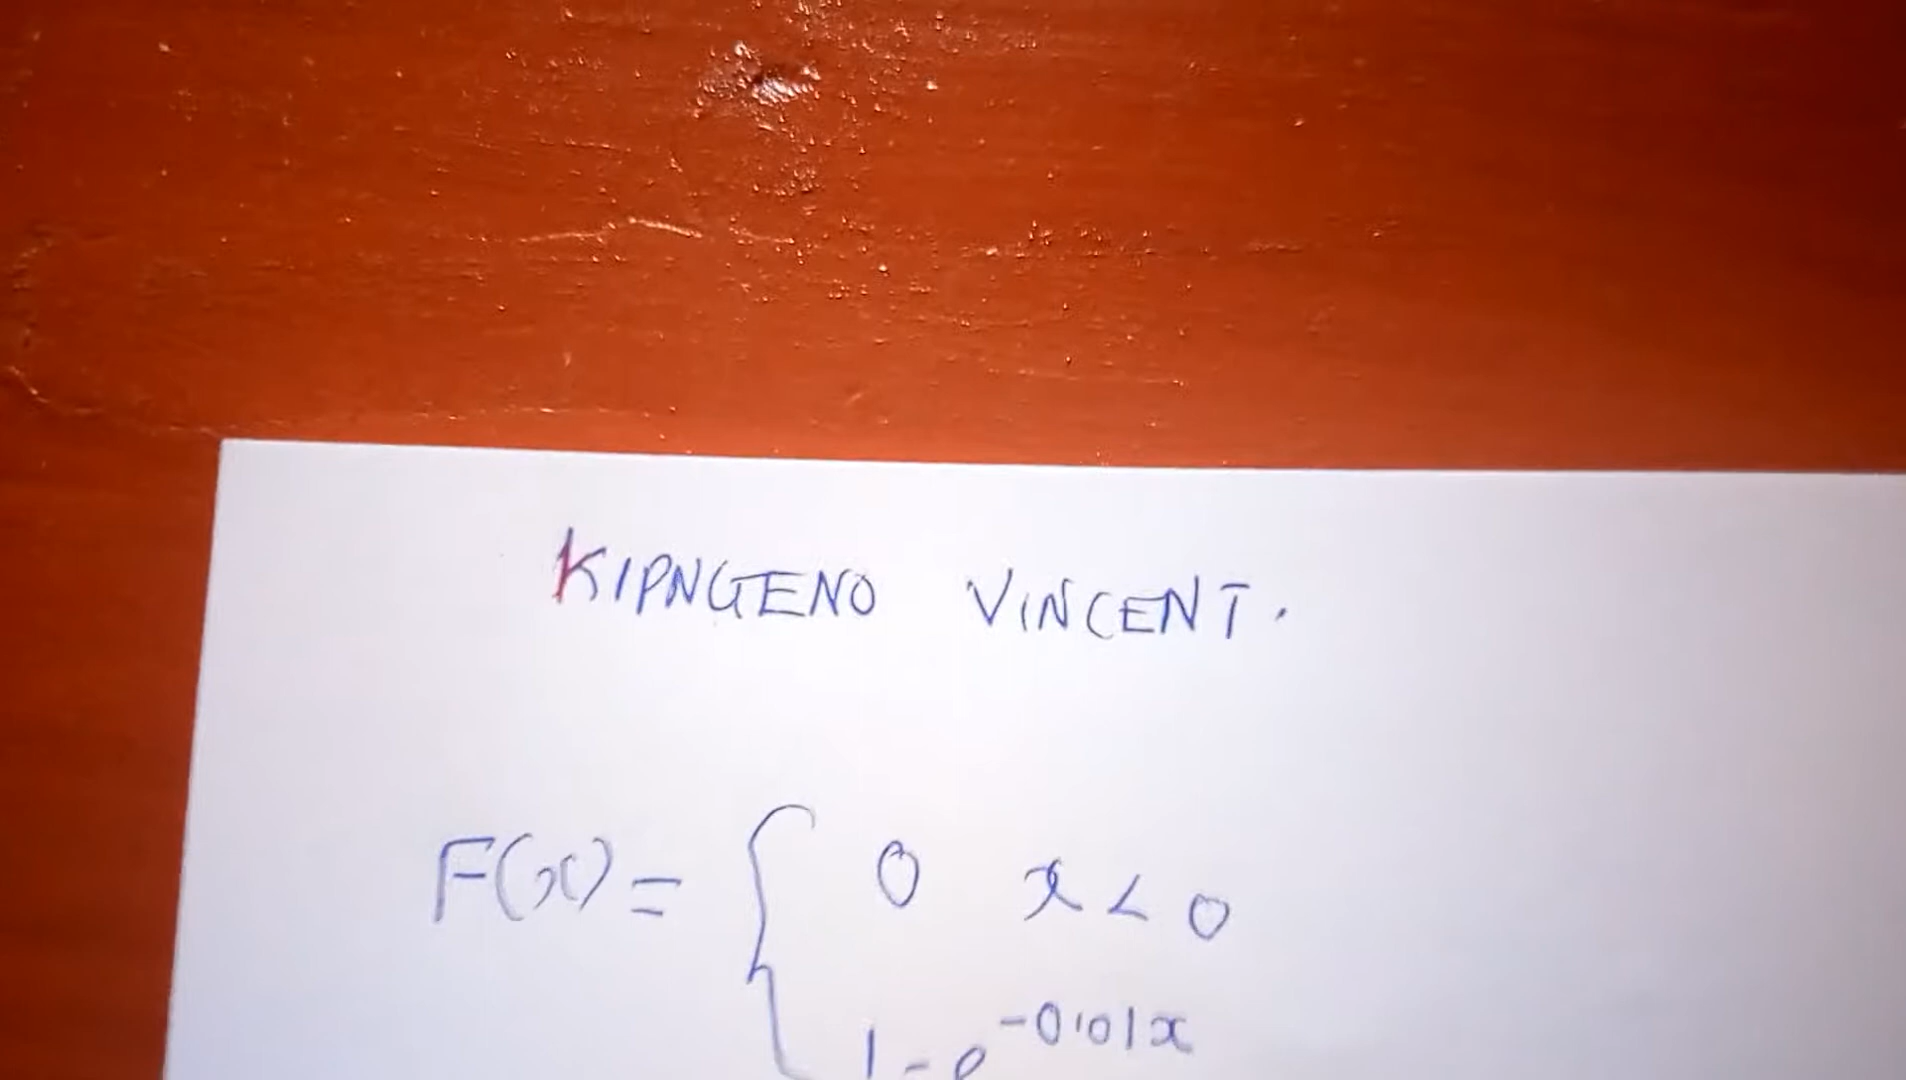 KIPNGENO VINCENT.
F(x) = { 0 x < 0
1 - e^-0.01x